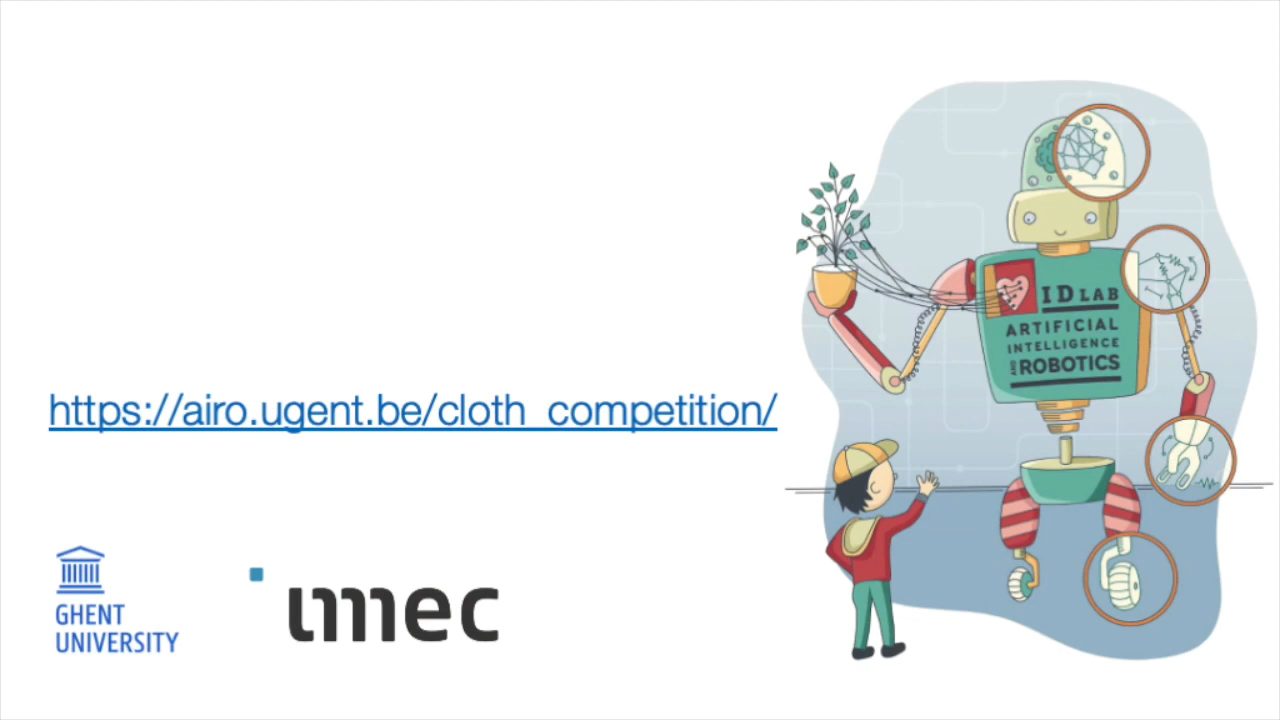 https://airo.ugent.be/cloth_competition/
GHENT
UNIVERSITY
imec
IDLAB
ARTIFICIAL
INTELLIGENCE
AND ROBOTICS